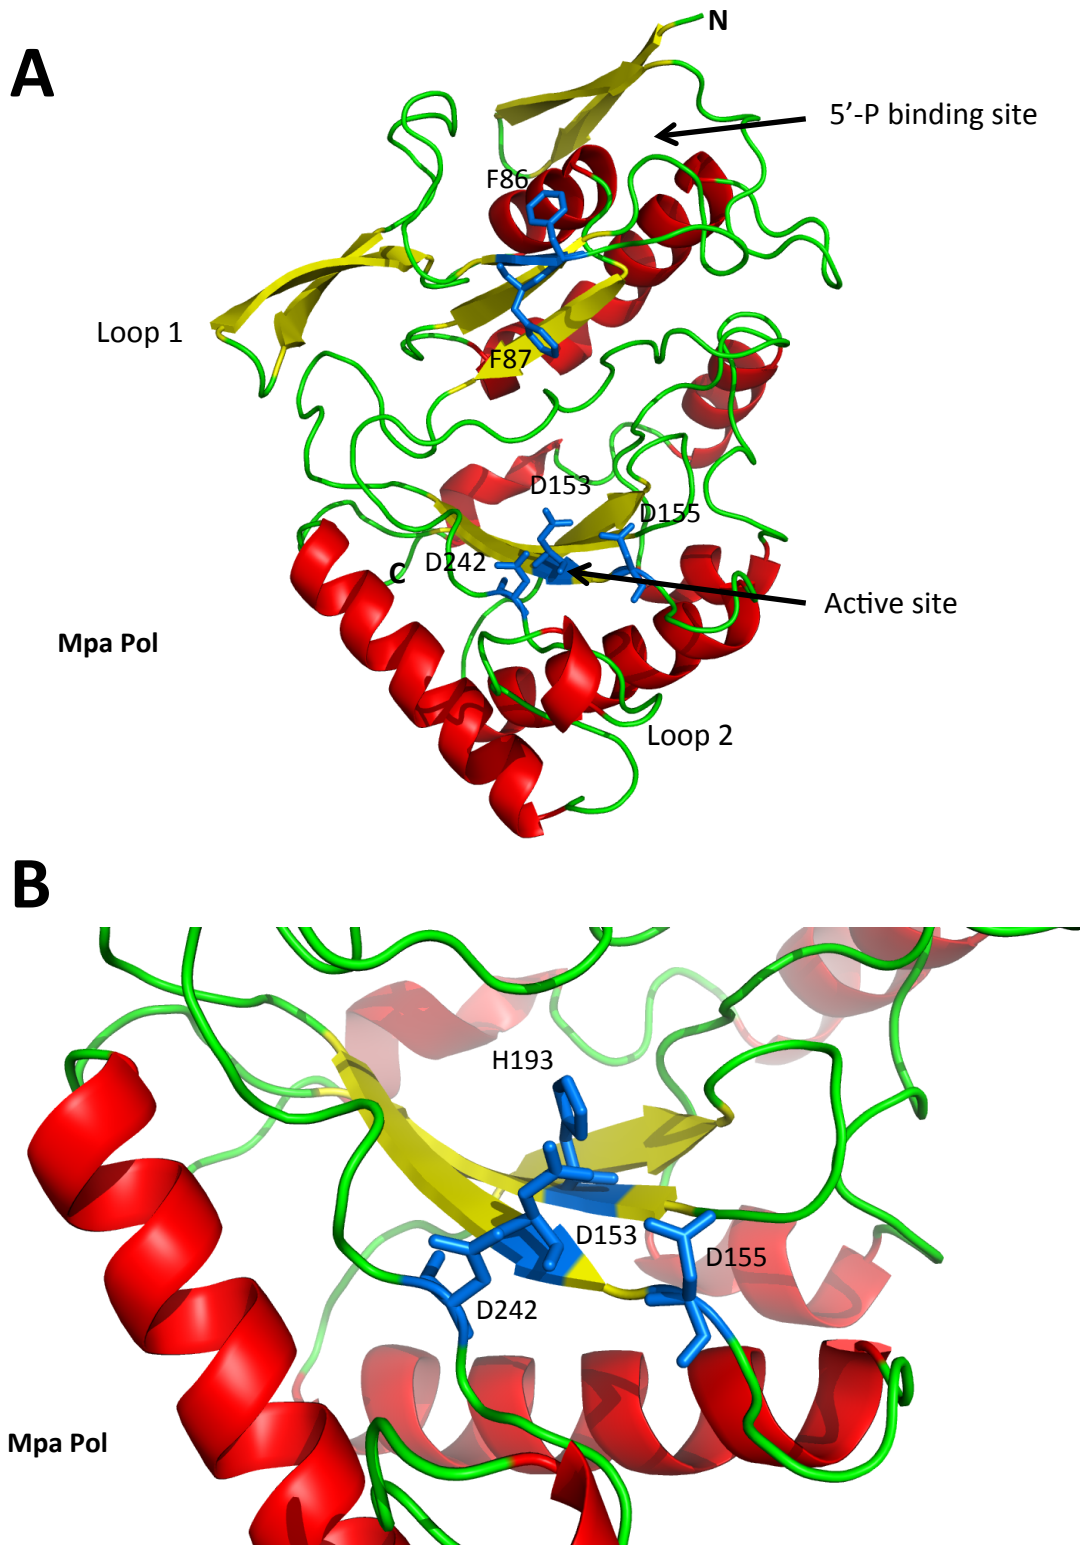 A
N
5’-P binding site
F86
Loop 1
F87
D153
D155
D242
C
Active site
Mpa Pol
Loop 2
B
H193
D153
D155
D242
Mpa Pol